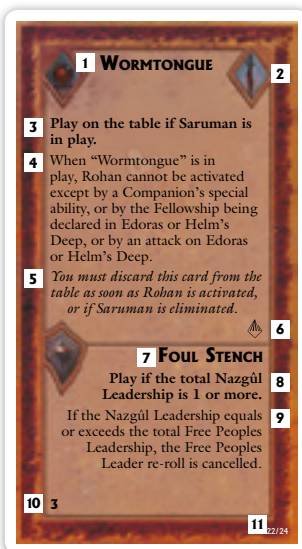 1 WORMTONGUE
2
3 Play on the table if Saruman is
in play.
4 When “Wormtongue” is in
play, Rohan cannot be activated
except by a Companion’s special
ability, or by the Fellowship being
declared in Edoras or Helm’s
Deep, or by an attack on Edoras
or Helm’s Deep.
5 You must discard this card from the
table as soon as Rohan is activated,
or if Saruman is eliminated.
6
7 FOUL STENCH
Play if the total Nazgûl 8
Leadership is 1 or more.
If the Nazgûl Leadership equals 9
or exceeds the total Free Peoples
Leadership, the Free Peoples
Leader re-roll is cancelled.
10 3
11 22/24